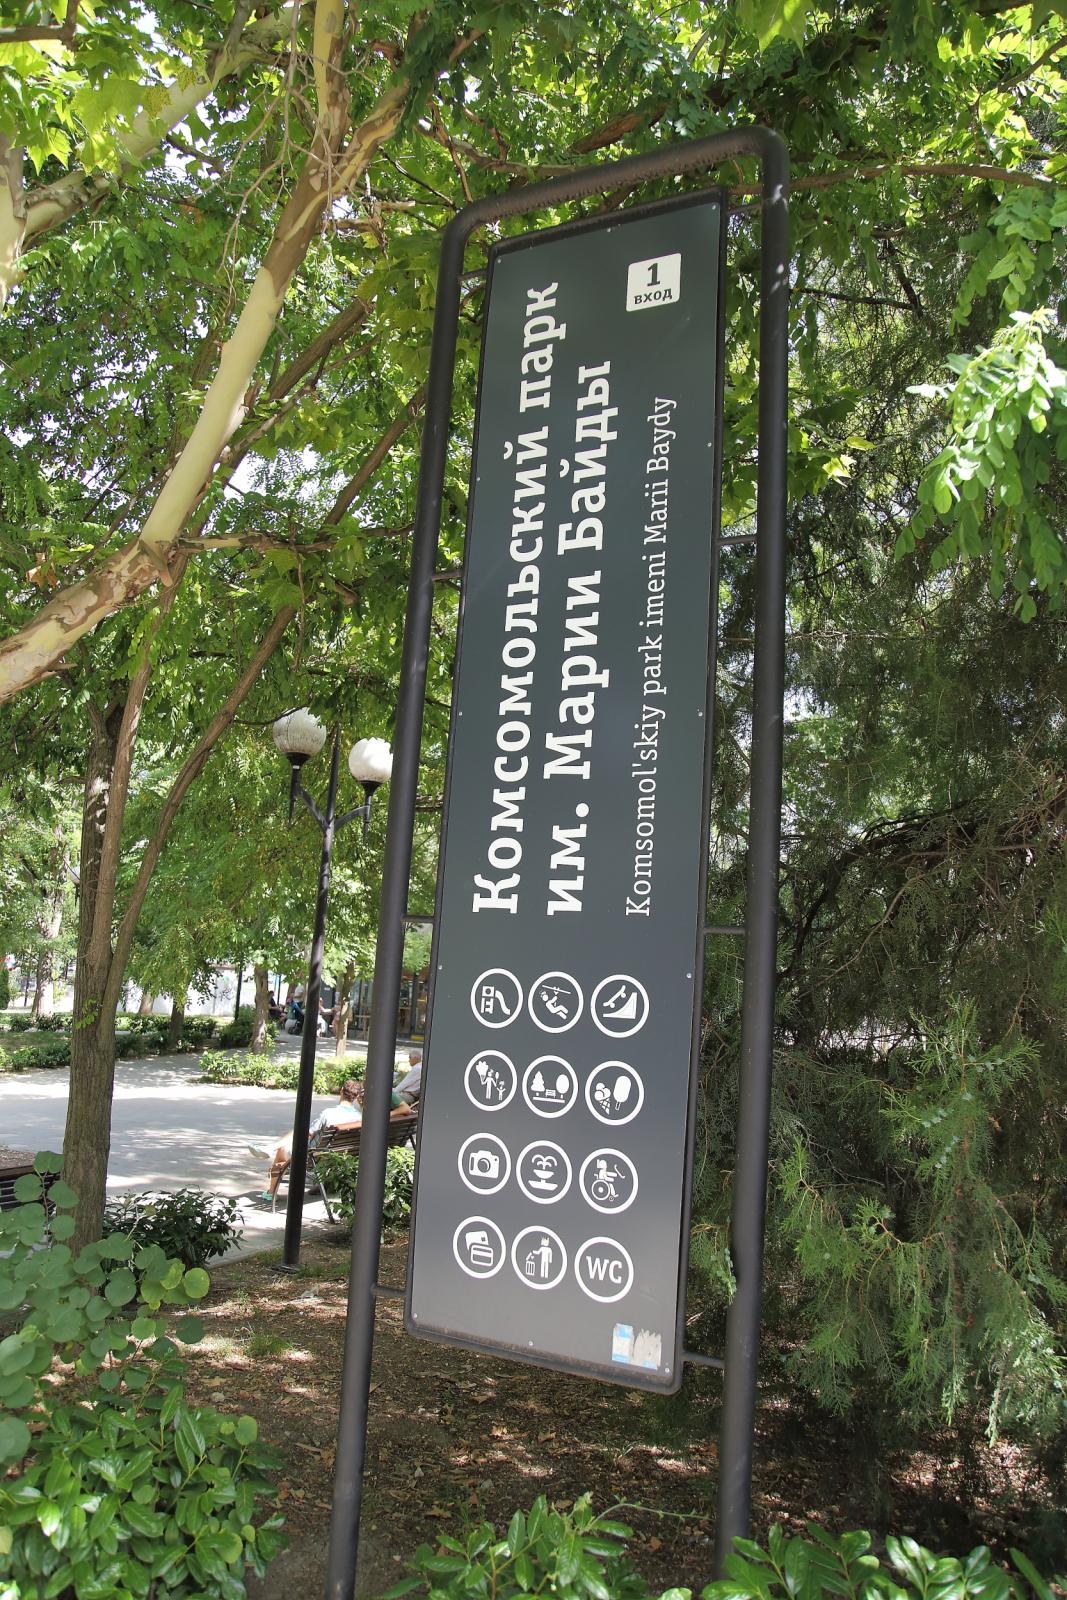 1
вход
Комсомольский парк
им. Марии Байды
Komsomol'skiy park imeni Marii Baydy
WC